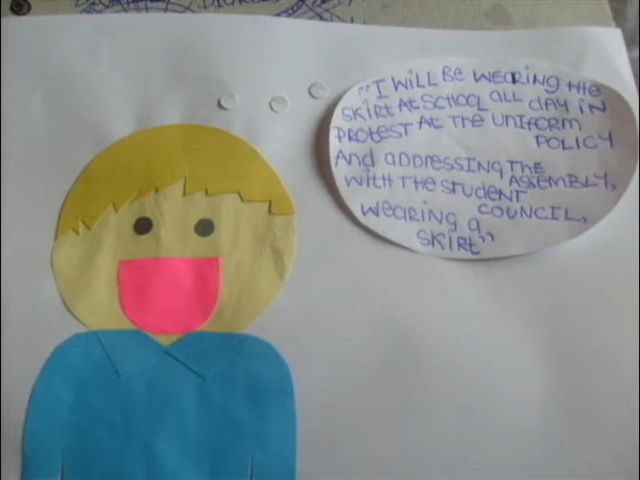 "I WILL BE WEARING THE
SKIRT AT SCHOOL all daY iN
PROTEST AT THE UNIFORM
POLICY
And addRESSING THE
ASSEMBLY,
WITH THE STUDENT
COUNCIL,
WEARING a
SKIRT"